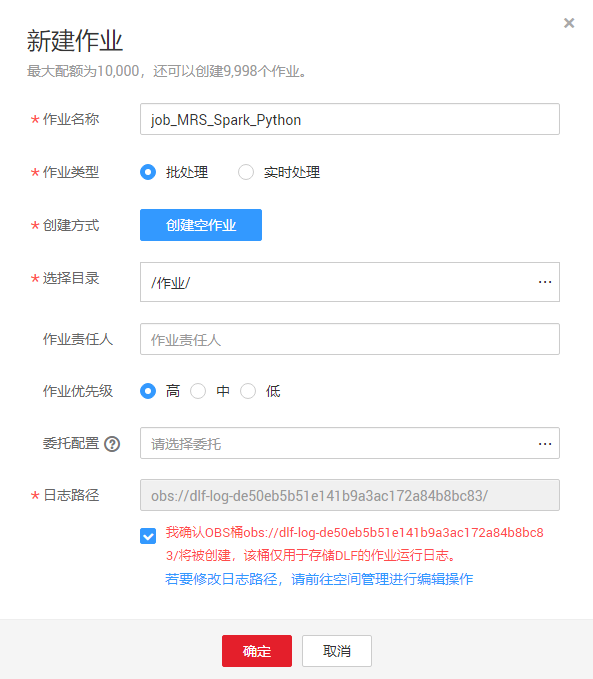 新建作业
最大配额为10,000，还可以创建9,998个作业。
* 作业名称 job_MRS_Spark_Python
* 作业类型 批处理 实时处理
* 创建方式 创建空作业
* 选择目录 /作业/ ...
作业责任人 作业责任人
作业优先级 高 中 低
委托配置 ? 请选择委托 ...
* 日志路径 obs://dlf-log-de50eb5b51e141b9a3ac172a84b8bc83/
我确认OBS桶obs://dlf-log-de50eb5b51e141b9a3ac172a84b8bc8
3/将被创建，该桶仅用于存储DLF的作业运行日志。
若要修改日志路径，请前往空间管理进行编辑操作
确定 取消